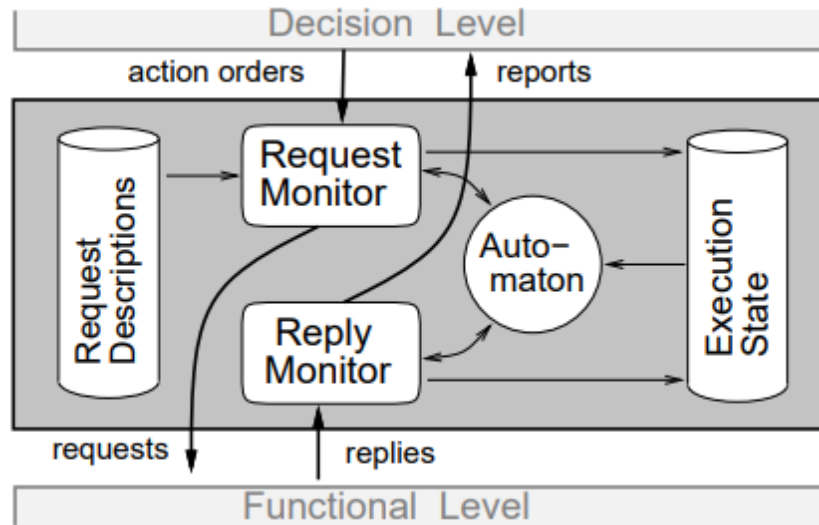 Decision Level
action orders
reports
Request
Monitor
Request
Descriptions
Auto-
maton
Execution
State
Reply
Monitor
requests
replies
Functional Level